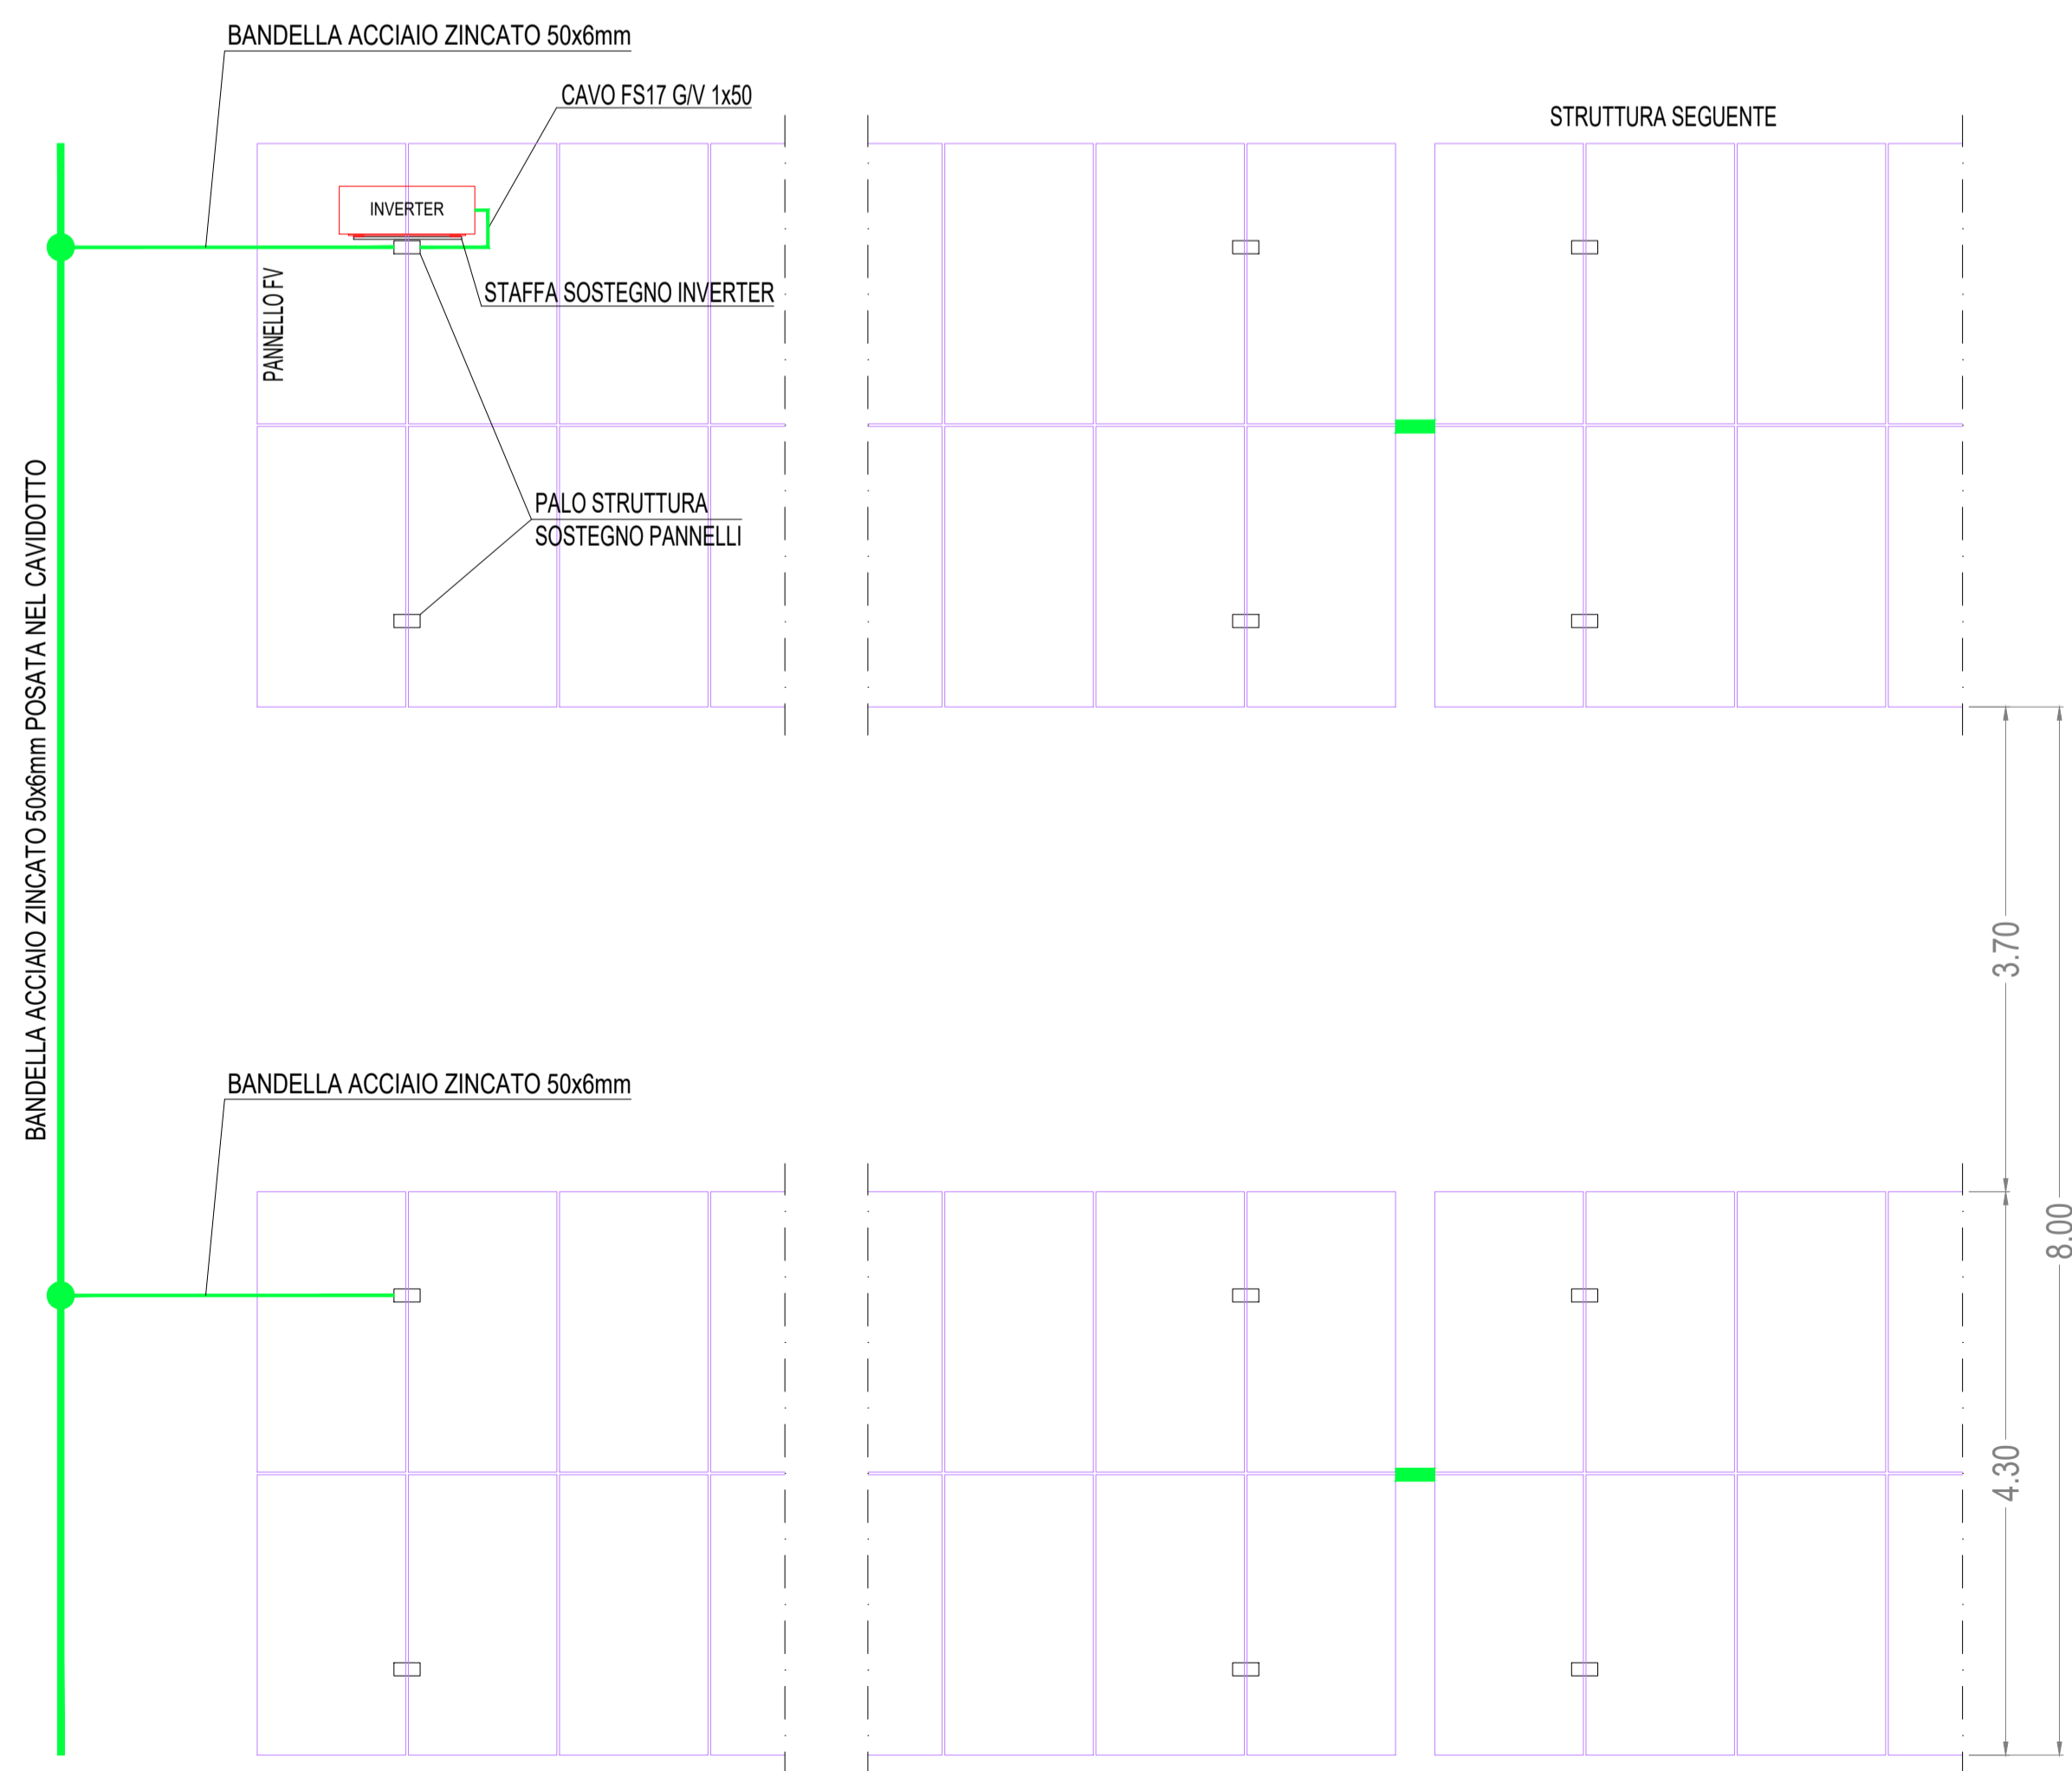 BANDELLA ACCIAIO ZINCATO 50x6mm
CAVO FS17 G/V 1x50
STRUTTURA SEGUENTE
INVERTER
PANNELLO FV
STAFFA SOSTEGNO INVERTER
PALO STRUTTURA
SOSTEGNO PANNELLI
BANDELLA ACCIAIO ZINCATO 50x6mm POSATA NEL CAVIDOTTO
3.70
BANDELLA ACCIAIO ZINCATO 50x6mm
8.00
4.30